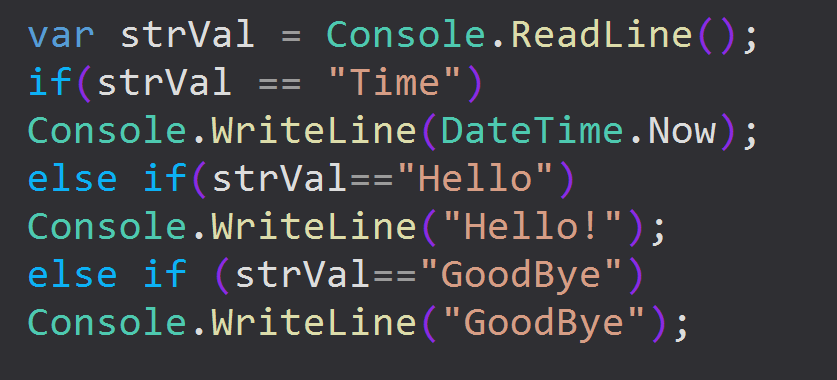 var strVal = Console.ReadLine();
if(strVal == "Time")
Console.WriteLine(DateTime.Now);
else if(strVal=="Hello")
Console.WriteLine("Hello!");
else if (strVal=="GoodBye")
Console.WriteLine("GoodBye");